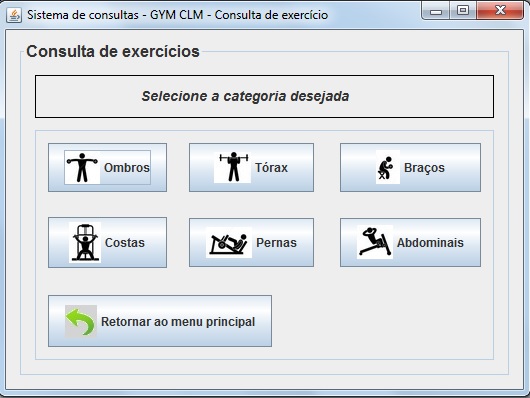 Sistema de consultas - GYM CLM - Consulta de exercício
Consulta de exercícios
Selecione a categoria desejada
Ombros
Tórax
Braços
Costas
Pernas
Abdominais
Retornar ao menu principal